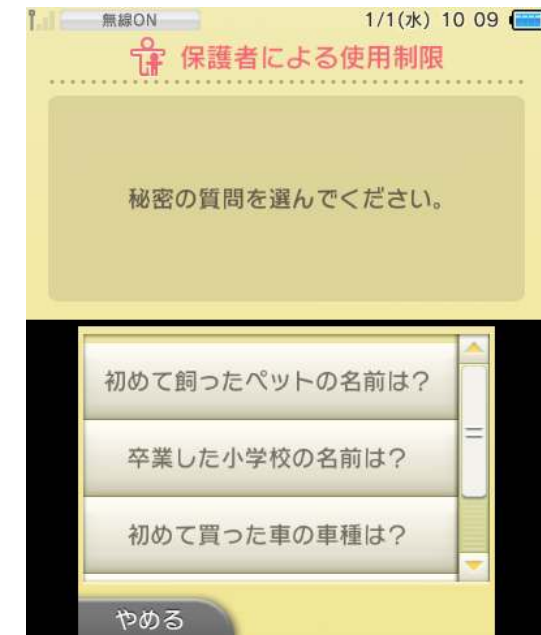 無線ON 1/1(水) 10 09
保護者による使用制限
秘密の質問を選んでください。
初めて飼ったペットの名前は?
卒業した小学校の名前は?
初めて買った車の車種は?
やめる